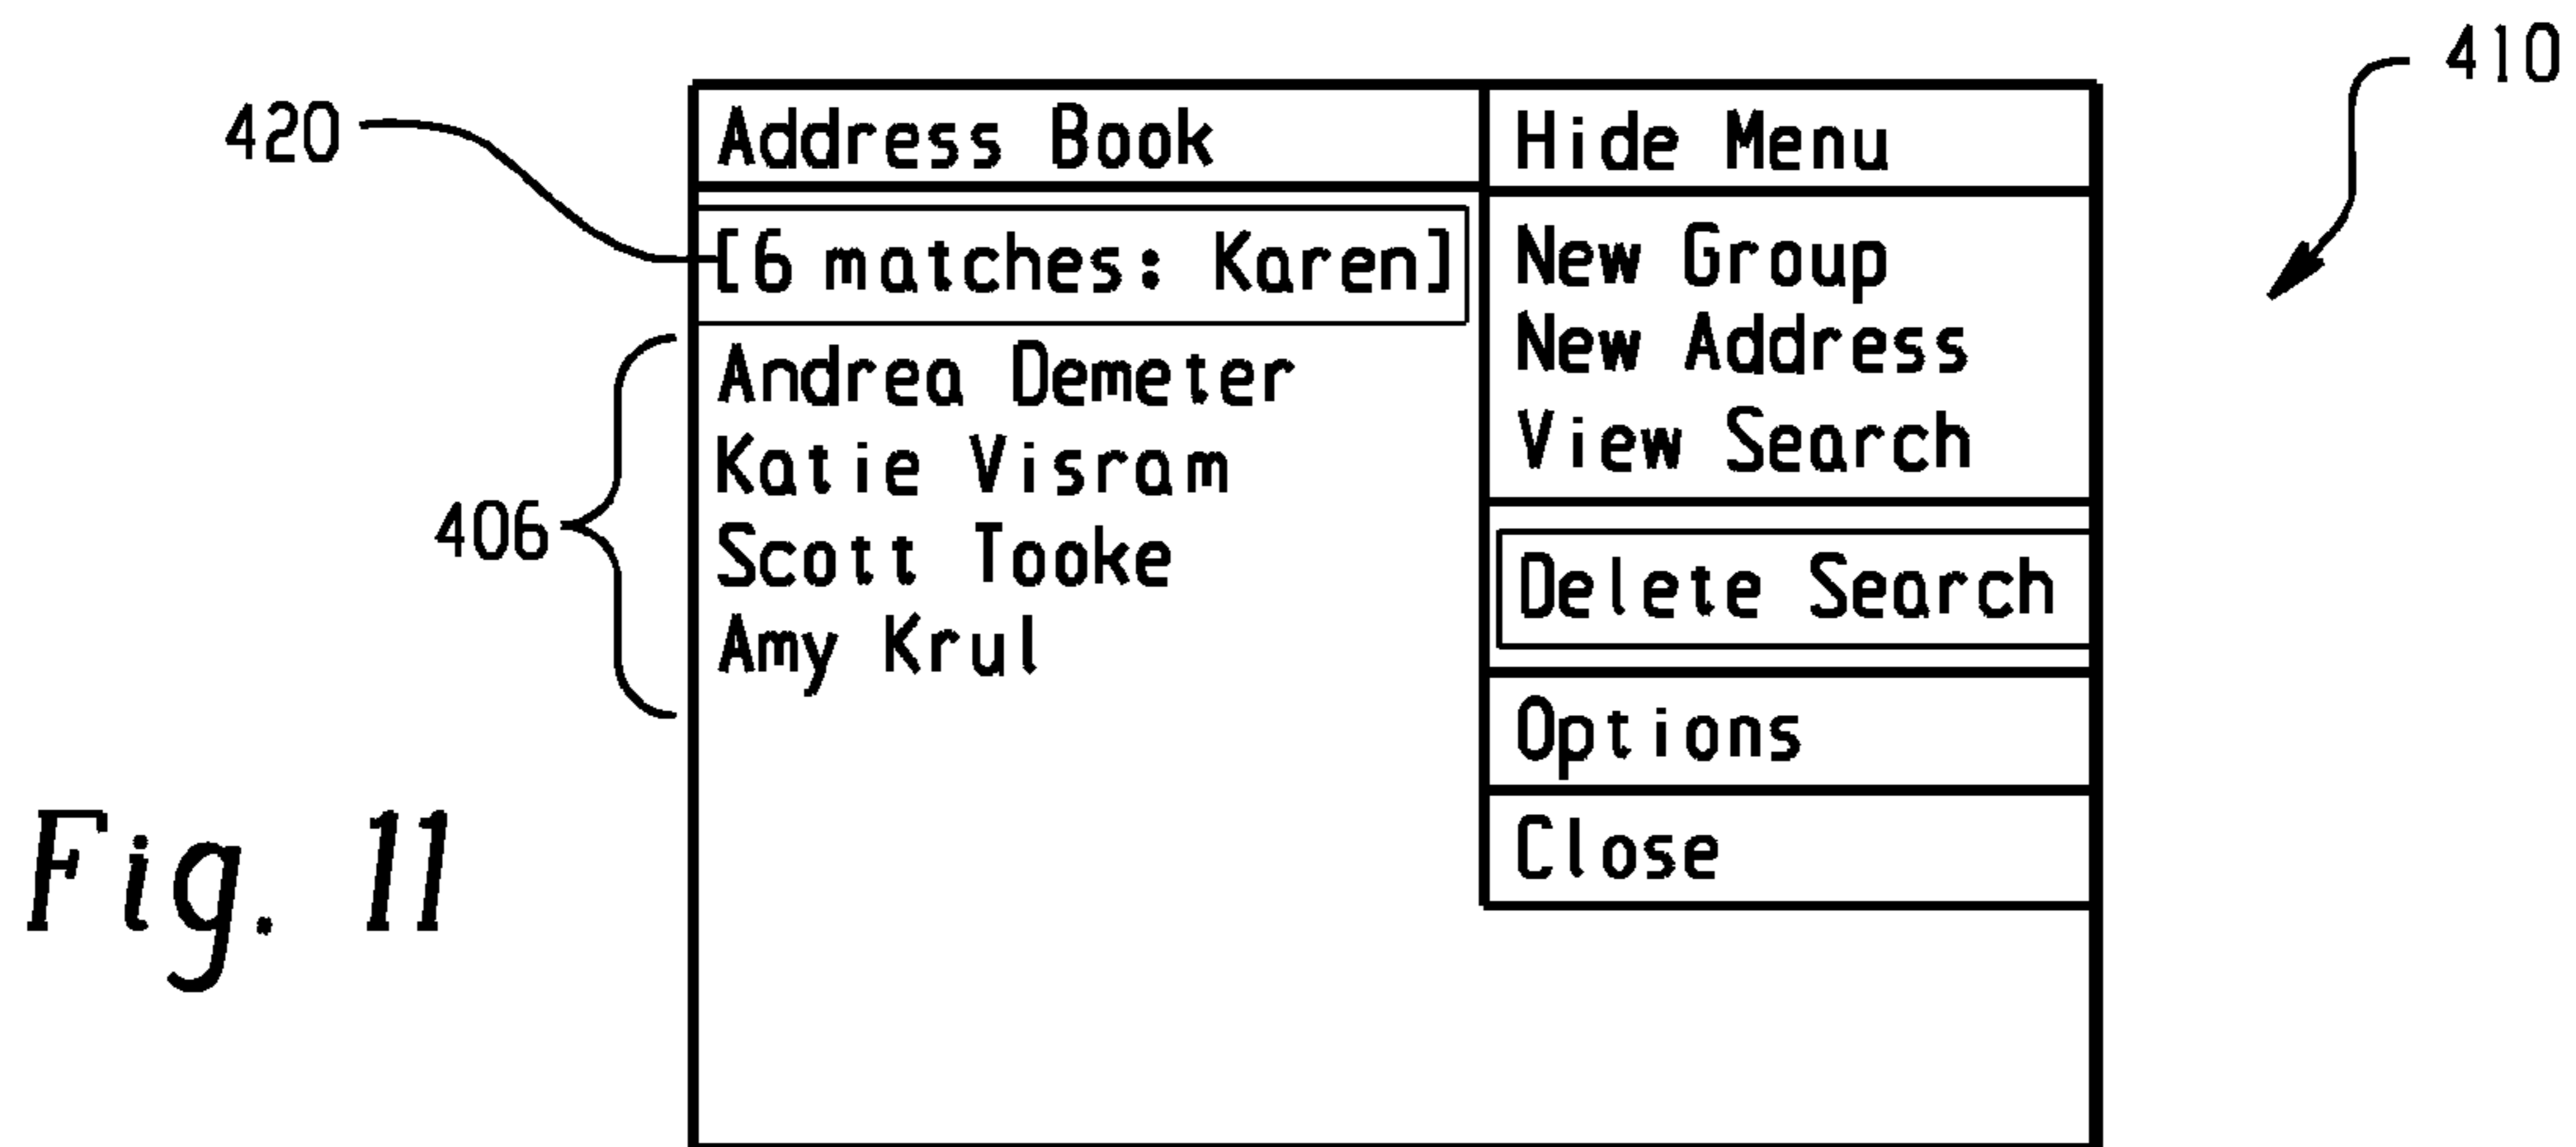 410
420
Address Book
[6 matches: Karen]
406
Andrea Demeter
Katie Visram
Scott Tooke
Amy Krul
Hide Menu
New Group
New Address
View Search
Delete Search
Options
Close
Fig. 11